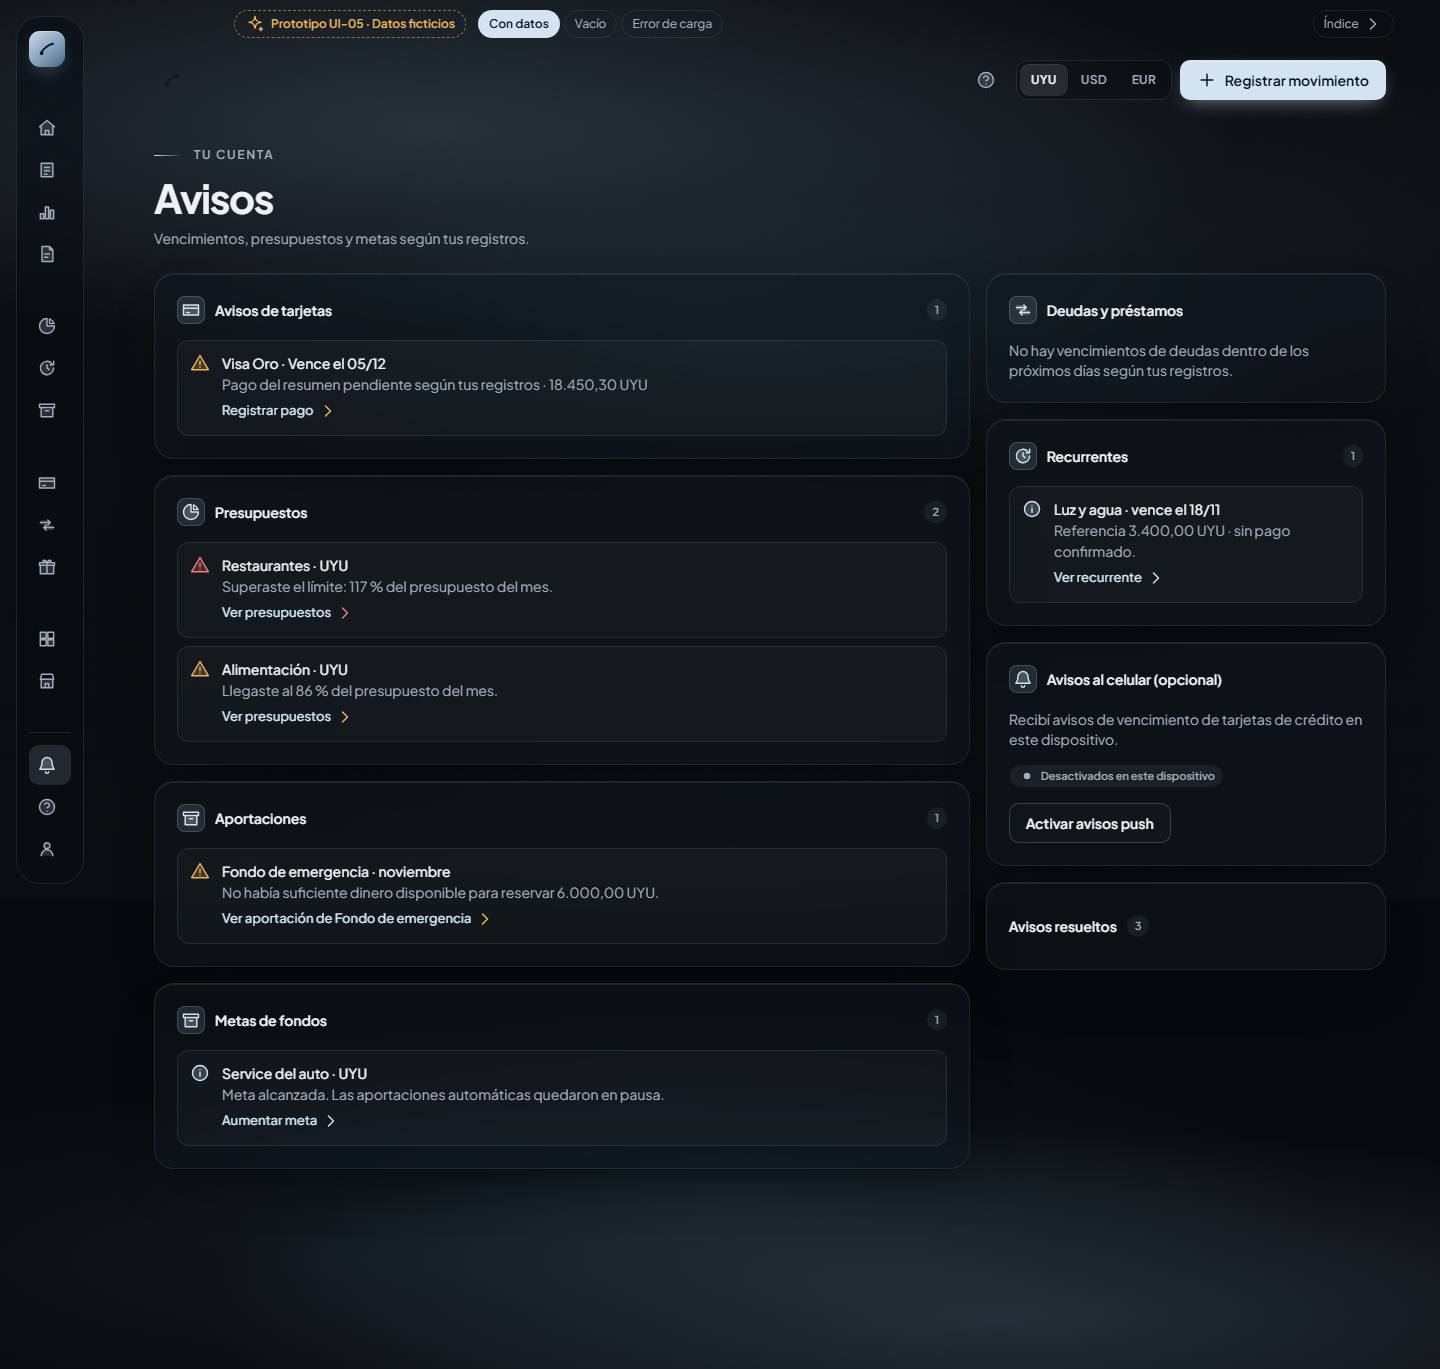 Prototipo UI-05 · Datos ficticios
Con datos
Vacío
Error de carga
Índice
UYU
USD
EUR
Registrar movimiento
TU CUENTA
Avisos
Vencimientos, presupuestos y metas según tus registros.
Avisos de tarjetas
1
Visa Oro · Vence el 05/12
Pago del resumen pendiente según tus registros · 18.450,30 UYU
Registrar pago
Presupuestos
2
Restaurantes · UYU
Superaste el límite: 117 % del presupuesto del mes.
Ver presupuestos
Alimentación · UYU
Llegaste al 86 % del presupuesto del mes.
Ver presupuestos
Aportaciones
1
Fondo de emergencia · noviembre
No había suficiente dinero disponible para reservar 6.000,00 UYU.
Ver aportación de Fondo de emergencia
Metas de fondos
1
Service del auto · UYU
Meta alcanzada. Las aportaciones automáticas quedaron en pausa.
Aumentar meta
Deudas y préstamos
No hay vencimientos de deudas dentro de los
próximos días según tus registros.
Recurrentes
1
Luz y agua · vence el 18/11
Referencia 3.400,00 UYU · sin pago
confirmado.
Ver recurrente
Avisos al celular (opcional)
Recibí avisos de vencimiento de tarjetas de crédito en
este dispositivo.
Desactivados en este dispositivo
Activar avisos push
Avisos resueltos
3